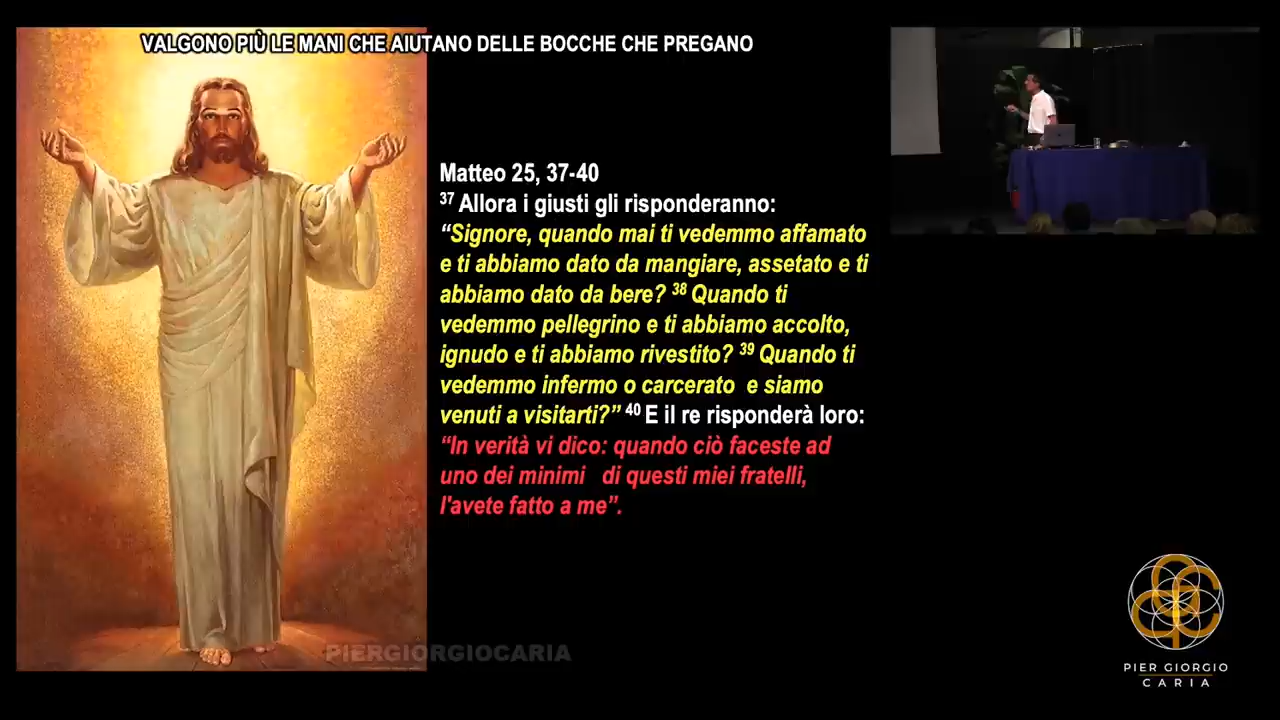 VALGONO PIÙ LE MANI CHE AIUTANO DELLE BOCCHE CHE PREGANO
Matteo 25, 37-40
³⁷ Allora i giusti gli risponderanno:
“Signore, quando mai ti vedemmo affamato
e ti abbiamo dato da mangiare, assetato e ti
abbiamo dato da bere? ³⁸ Quando ti
vedemmo pellegrino e ti abbiamo accolto,
ignudo e ti abbiamo rivestito? ³⁹ Quando ti
vedemmo infermo o carcerato e siamo
venuti a visitarti?” ⁴⁰ E il re risponderà loro:
“In verità vi dico: quando ciò faceste ad
uno dei minimi di questi miei fratelli,
l'avete fatto a me”.
PIERGIORGIOCARIA
PIER GIORGIO
CARIA